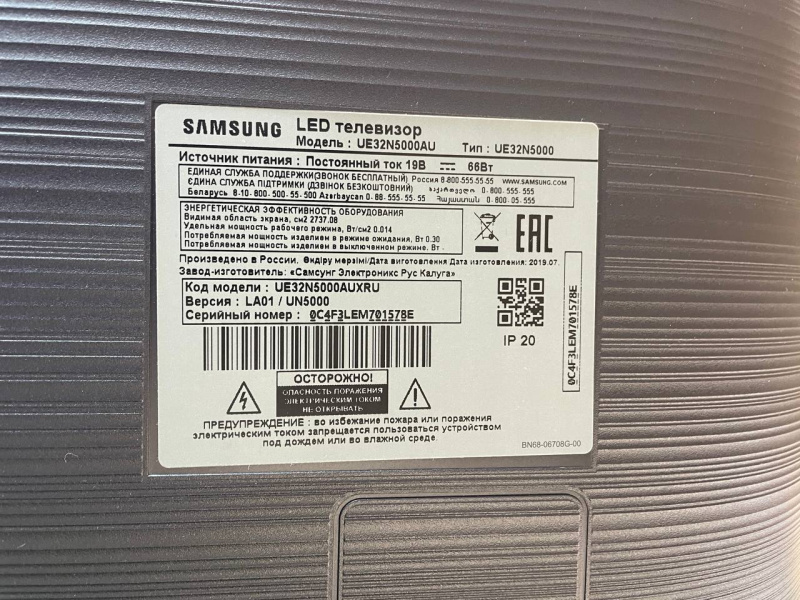 SAMSUNG LED телевизор
Модель : UE32N5000AU Тип : UE32N5000
Источник питания : Постоянный ток 19В 66Вт
ЕДИНАЯ СЛУЖБА ПОДДЕРЖКИ(ЗВОНОК БЕСПЛАТНЫЙ) Россия 8-800-555-55-55 WWW.SAMSUNG.COM
ЄДИНА СЛУЖБА ПІДТРИМКИ (ДЗВІНОК БЕЗКОШТОВНИЙ) საქართველო 0-800-555-555
Беларусь 8-10-800-500-55-500 Azerbaycan 0-88-555-55-55 Հայաստան 0-800-05-555
ЭНЕРГЕТИЧЕСКАЯ ЭФФЕКТИВНОСТЬ ОБОРУДОВАНИЯ
Видимая область экрана, см2 2737.08
Удельная мощность рабочего режима, Вт/см2 0.014
Потребляемая мощность изделием в режиме ожидания, Вт 0.30
Потребляемая мощность изделием в выключенном режиме, Вт -
EAC
Произведено в России. Өндіру мерзімі/Дата виготовлення Дата изготовления: 2019.07.
Завод-изготовитель: «Самсунг Электроникс Рус Калуга»
Код модели : UE32N5000AUXRU
Версия : LA01 / UN5000
Серийный номер : 0C4F3LEM701578E
IP 20
0C4F3LEM701578E
ОСТОРОЖНО!
ОПАСНОСТЬ ПОРАЖЕНИЯ
ЭЛЕКТРИЧЕСКИМ ТОКОМ
НЕ ОТКРЫВАТЬ
ПРЕДУПРЕЖДЕНИЕ : во избежание пожара или поражения
электрическим током запрещается пользоваться устройством
под дождем или во влажной среде.
BN68-06708G-00